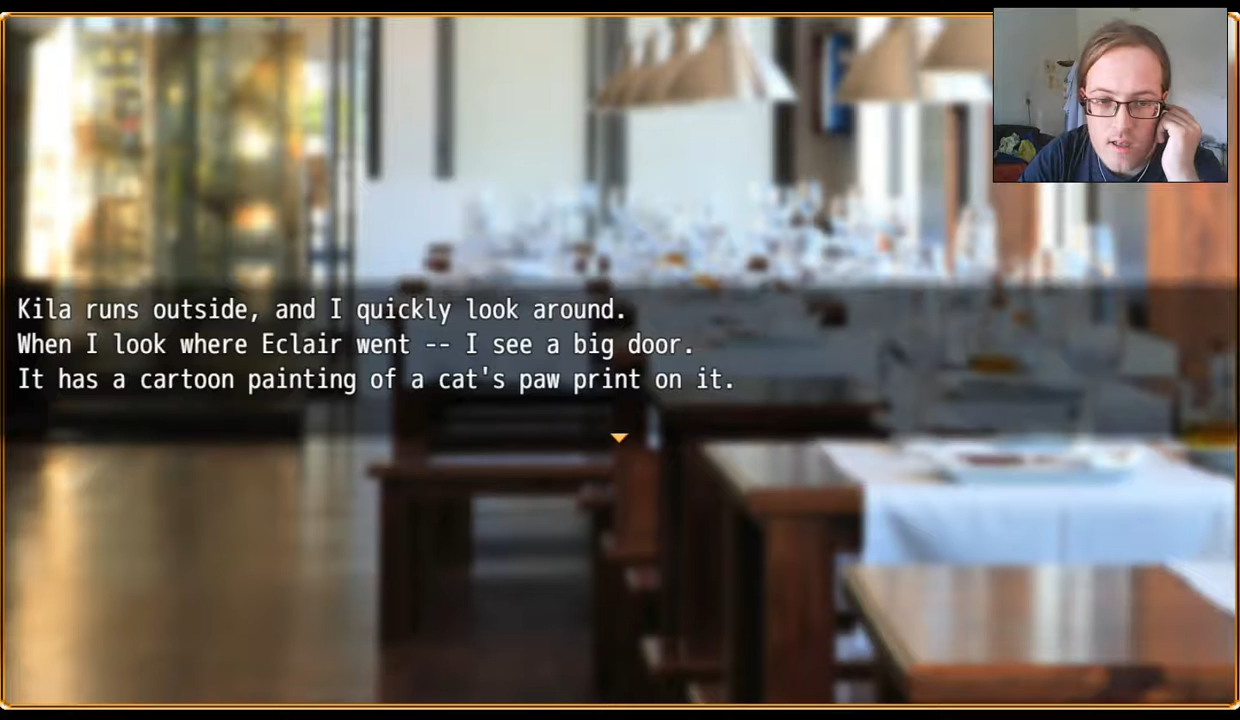 Kila runs outside, and I quickly look around.
When I look where Eclair went -- I see a big door.
It has a cartoon painting of a cat's paw print on it.